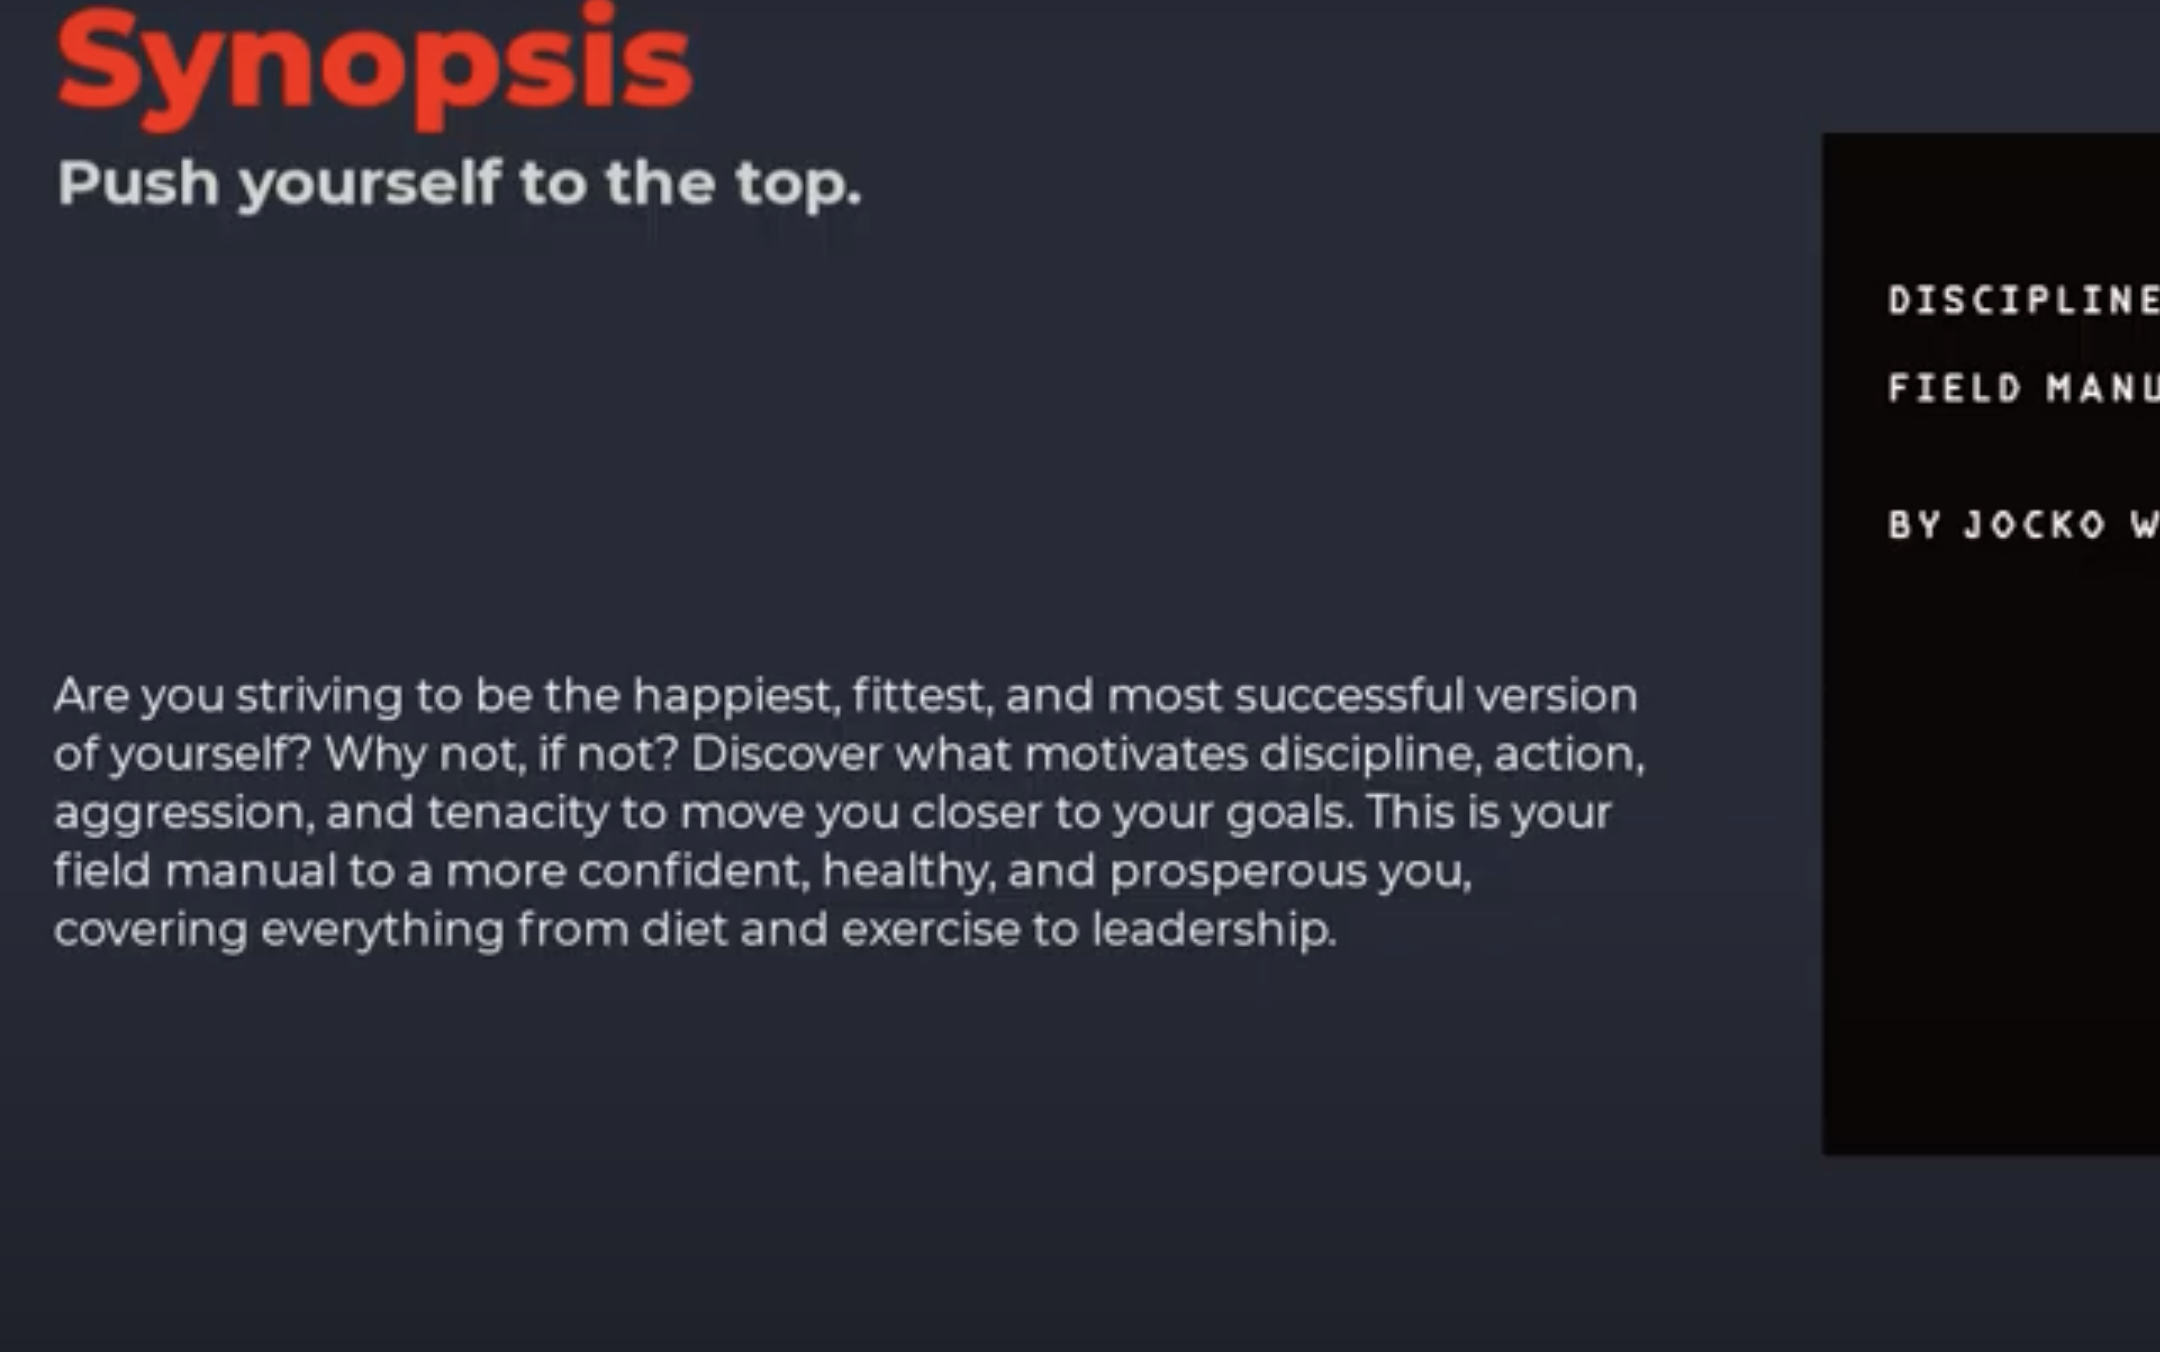 Synopsis
Push yourself to the top.
DISCIPLINE
FIELD MANU
BY JOCKO W
Are you striving to be the happiest, fittest, and most successful version
of yourself? Why not, if not? Discover what motivates discipline, action,
aggression, and tenacity to move you closer to your goals. This is your
field manual to a more confident, healthy, and prosperous you,
covering everything from diet and exercise to leadership.